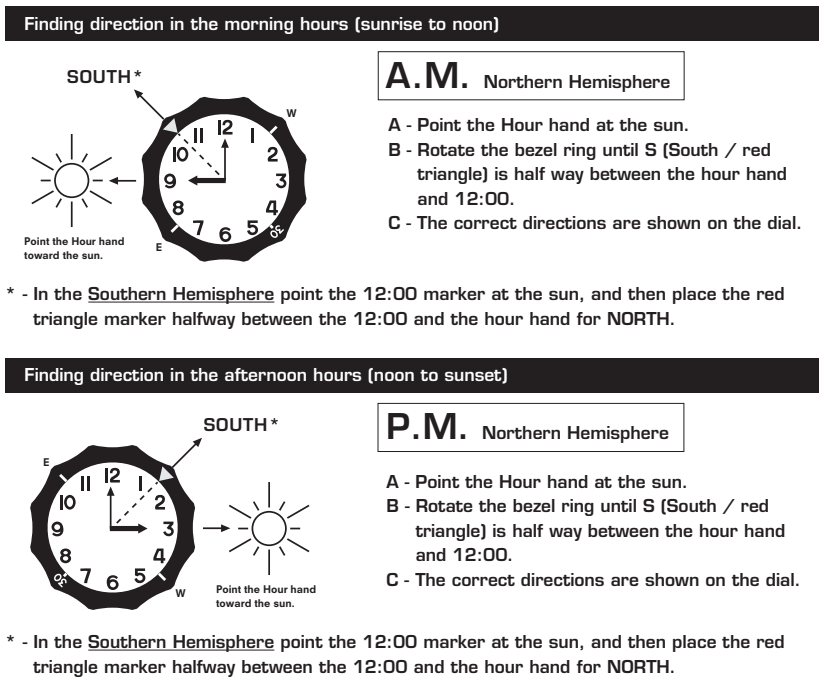 Finding direction in the morning hours (sunrise to noon)
SOUTH*
W
12
1
2
3
4
5
6
7
8
9
10
11
30
E
Point the Hour hand
toward the sun.
A.M. Northern Hemisphere
A - Point the Hour hand at the sun.
B - Rotate the bezel ring until S (South / red
triangle) is half way between the hour hand
and 12:00.
C - The correct directions are shown on the dial.
* - In the Southern Hemisphere point the 12:00 marker at the sun, and then place the red
triangle marker halfway between the 12:00 and the hour hand for NORTH.
Finding direction in the afternoon hours (noon to sunset)
SOUTH*
E
12
1
2
3
4
5
6
7
8
9
10
11
30
W
Point the Hour hand
toward the sun.
P.M. Northern Hemisphere
A - Point the Hour hand at the sun.
B - Rotate the bezel ring until S (South / red
triangle) is half way between the hour hand
and 12:00.
C - The correct directions are shown on the dial.
* - In the Southern Hemisphere point the 12:00 marker at the sun, and then place the red
triangle marker halfway between the 12:00 and the hour hand for NORTH.